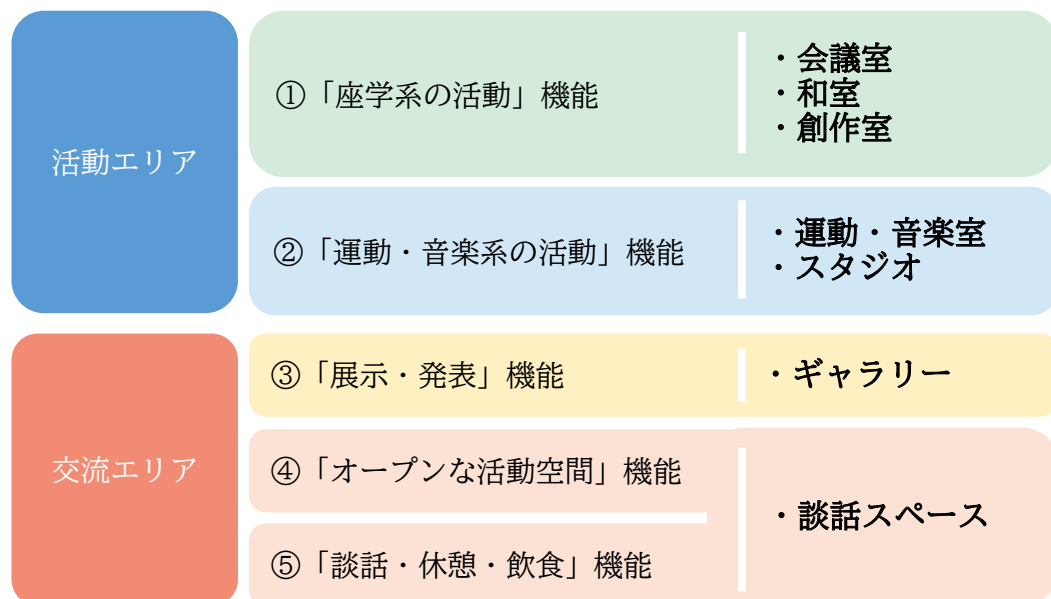 活動エリア
①「座学系の活動」機能
・会議室
・和室
・創作室
②「運動・音楽系の活動」機能
・運動・音楽室
・スタジオ
交流エリア
③「展示・発表」機能
・ギャラリー
④「オープンな活動空間」機能
⑤「談話・休憩・飲食」機能
・談話スペース